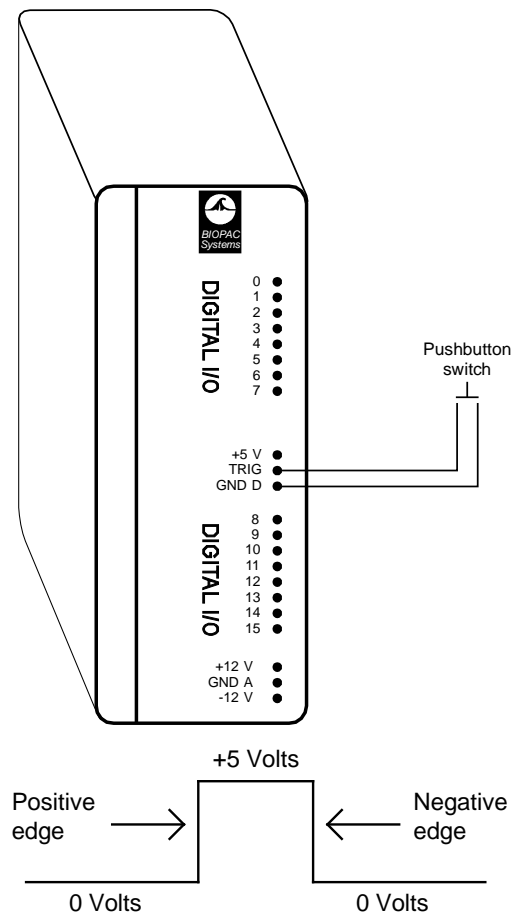 BIOPAC
Systems
DIGITAL I/O
0
1
2
3
4
5
6
7
Pushbutton
switch
+5 V
TRIG
GND D
DIGITAL I/O
8
9
10
11
12
13
14
15
+12 V
GND A
-12 V
+5 Volts
Positive
edge
Negative
edge
0 Volts
0 Volts